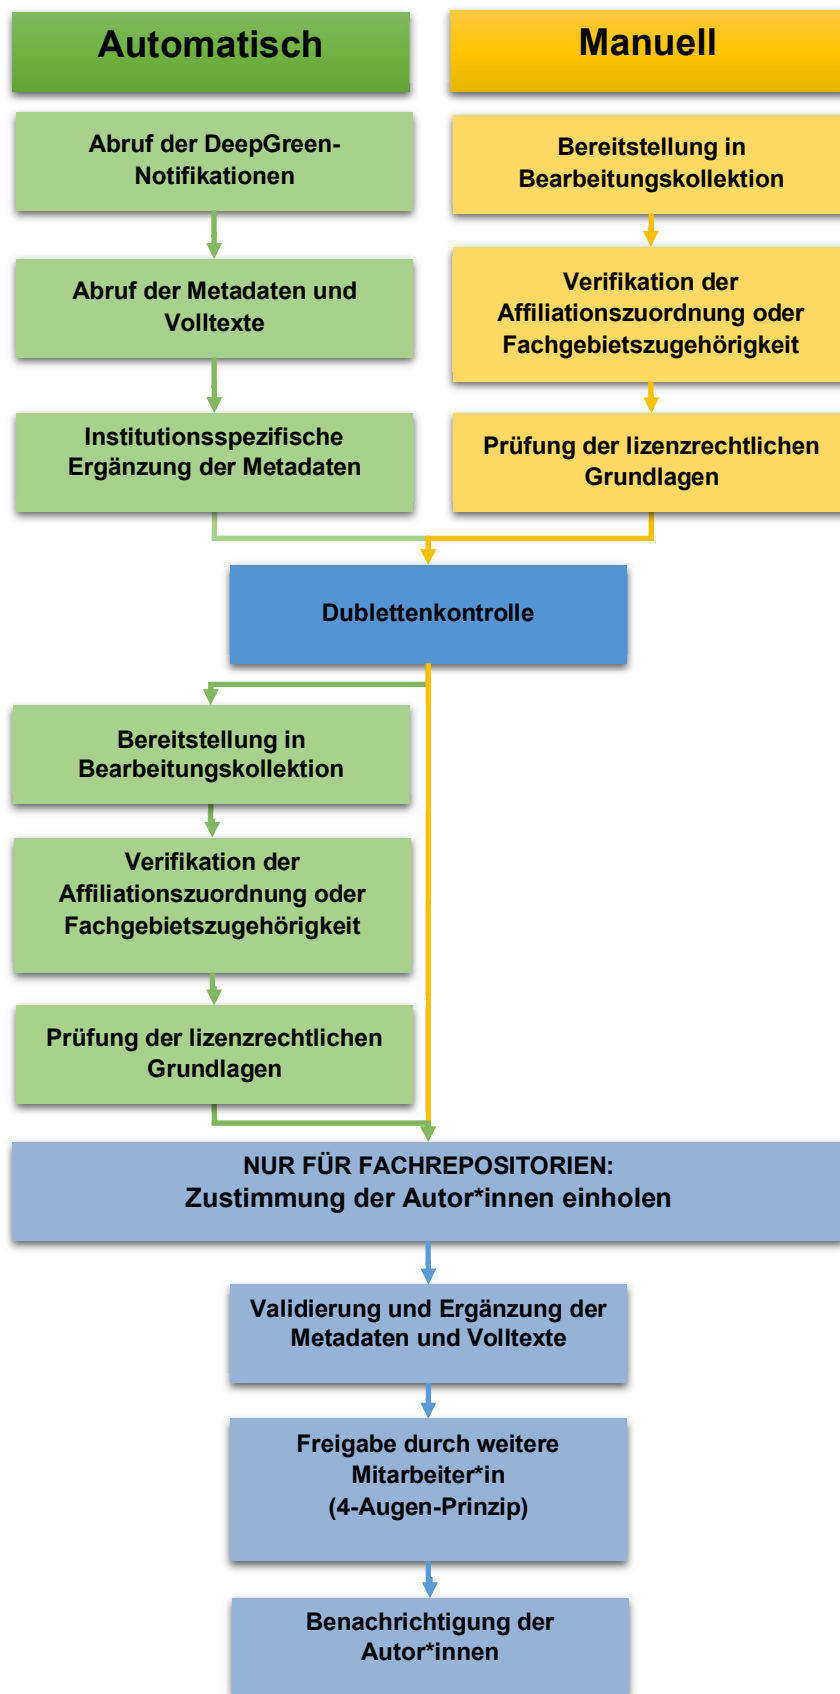 Automatisch
Manuell
Abruf der DeepGreen-
Notifikationen
Bereitstellung in
Bearbeitungskollektion
Abruf der Metadaten und
Volltexte
Verifikation der
Affiliationszuordnung oder
Fachgebietszugehörigkeit
Institutionsspezifische
Ergänzung der Metadaten
Prüfung der lizenzrechtlichen
Grundlagen
Dublettenkontrolle
Bereitstellung in
Bearbeitungskollektion
Verifikation der
Affiliationszuordnung oder
Fachgebietszugehörigkeit
Prüfung der lizenzrechtlichen
Grundlagen
NUR FÜR FACHREPOSITORIEN:
Zustimmung der Autor*innen einholen
Validierung und Ergänzung der
Metadaten und Volltexte
Freigabe durch weitere
Mitarbeiter*in
(4-Augen-Prinzip)
Benachrichtigung der
Autor*innen